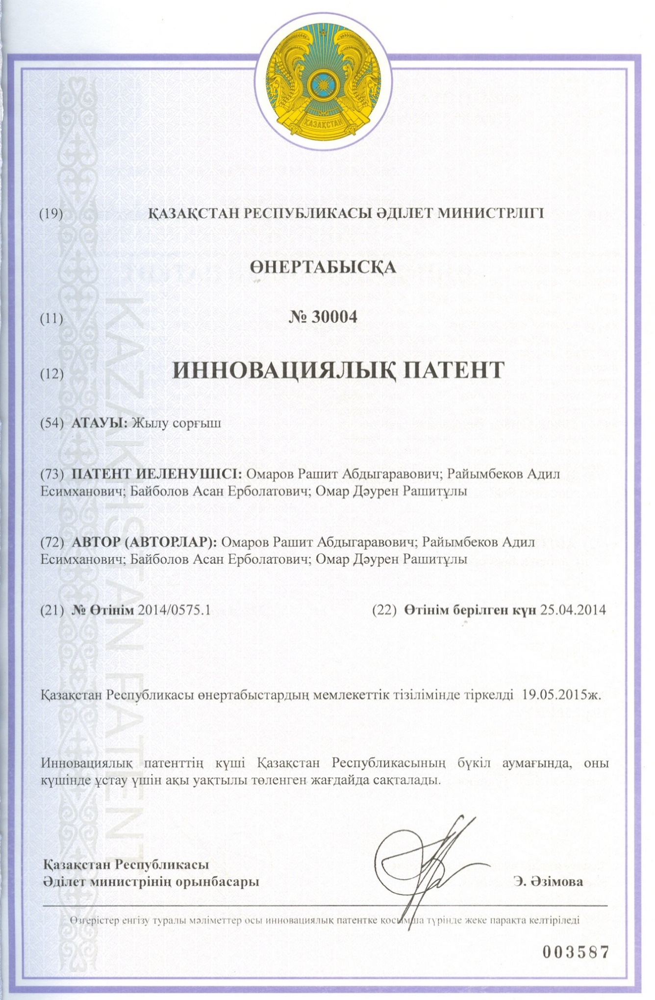 ҚАЗАҚСТАН
(19) ҚАЗАҚСТАН РЕСПУБЛИКАСЫ ӘДІЛЕТ МИНИСТРЛІГІ
ӨНЕРТАБЫСҚА
(11) № 30004
(12) ИННОВАЦИЯЛЫҚ ПАТЕНТ
(54) АТАУЫ: Жылу сорғыш
(73) ПАТЕНТ ИЕЛЕНУШІСІ: Омаров Рашит Абдыгаравович; Райымбеков Адил
Есимханович; Байболов Асан Ерболатович; Омар Дәурен Рашитұлы
(72) АВТОР (АВТОРЛАР): Омаров Рашит Абдыгаравович; Райымбеков Адил
Есимханович; Байболов Асан Ерболатович; Омар Дәурен Рашитұлы
(21) № Өтінім 2014/0575.1 (22) Өтінім берілген күн 25.04.2014
Қазақстан Республикасы өнертабыстардың мемлекеттік тізілімінде тіркелді 19.05.2015ж.
Инновациялық патенттің күші Қазақстан Республикасының бүкіл аумағында, оны
күшінде ұстау үшін ақы уақтылы төленген жағдайда сақталады.
Қазақстан Республикасы
Әділет министрінің орынбасары Э. Әзімова
Өзгерістер енгізу туралы мәліметтер осы инновациялық патентке қосымша түрінде жеке парақта келтіріледі
003587
KAZAKHSTAN PATENT